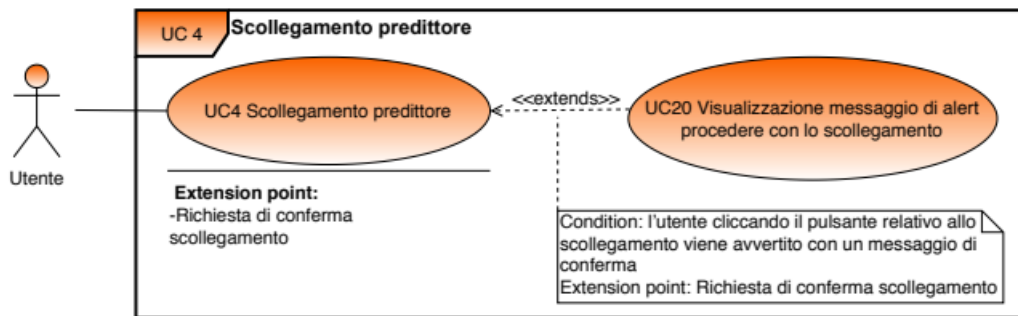 UC 4
Scollegamento predittore
UC4 Scollegamento predittore
<<extends>>
UC20 Visualizzazione messaggio di alert
procedere con lo scollegamento
Utente
Extension point:
-Richiesta di conferma
scollegamento
Condition: l'utente cliccando il pulsante relativo allo
scollegamento viene avvertito con un messaggio di
conferma
Extension point: Richiesta di conferma scollegamento